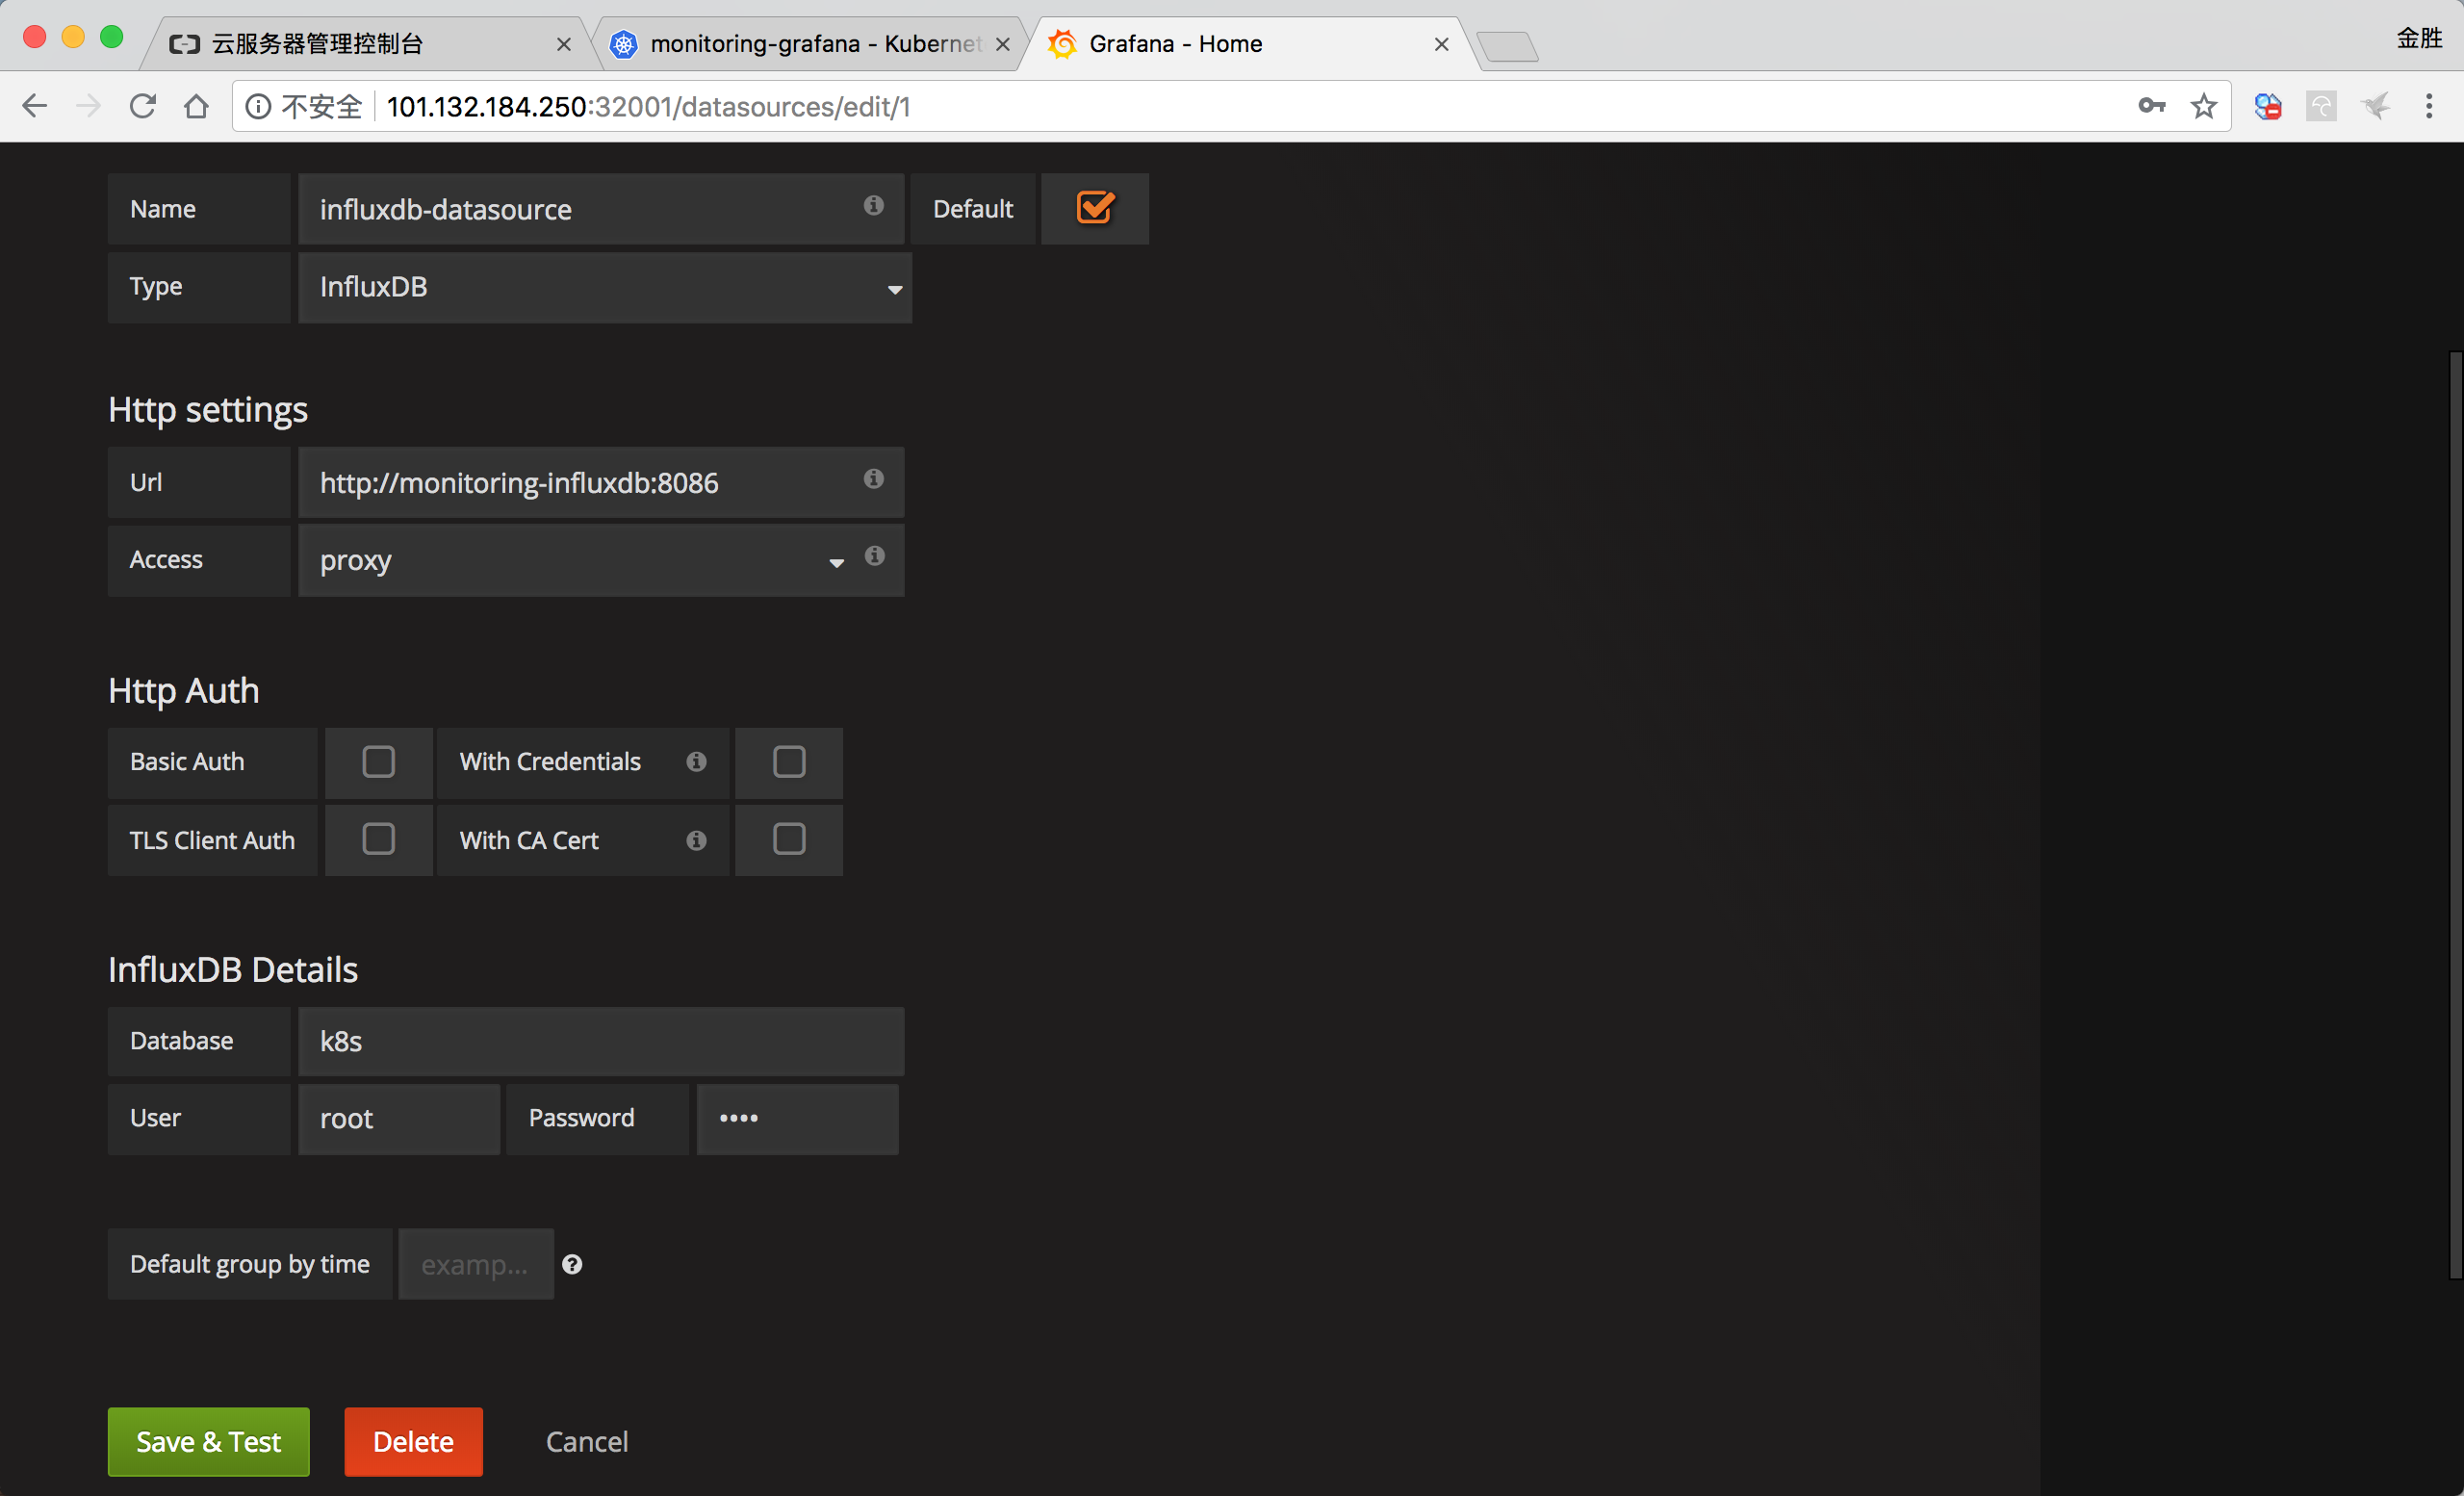 云服务器管理控制台
monitoring-grafana - Kubernet
Grafana - Home
金胜
不安全
101.132.184.250:32001/datasources/edit/1
Name
influxdb-datasource
Default
Type
InfluxDB
Http settings
Url
http://monitoring-influxdb:8086
Access
proxy
Http Auth
Basic Auth
With Credentials
TLS Client Auth
With CA Cert
InfluxDB Details
Database
k8s
User
root
Password
••••
Default group by time
examp...
Save & Test
Delete
Cancel